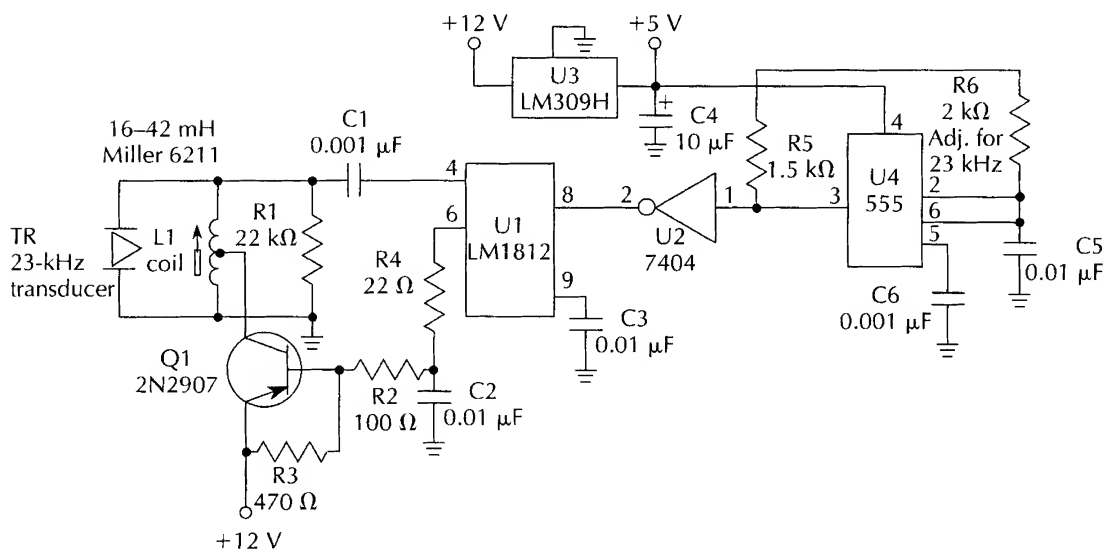 +12 V
+5 V
U3
LM309H
+
C4
10 µF
R6
2 kΩ
Adj. for
23 kHz
R5
1.5 kΩ
4
U4
555
3
2
6
5
C5
0.01 µF
C6
0.001 µF
16–42 mH
Miller 6211
C1
0.001 µF
TR
23-kHz
transducer
L1
coil
R1
22 kΩ
4
6
8
9
U1
LM1812
2
1
U2
7404
R4
22 Ω
C3
0.01 µF
Q1
2N2907
R2
100 Ω
C2
0.01 µF
R3
470 Ω
+12 V